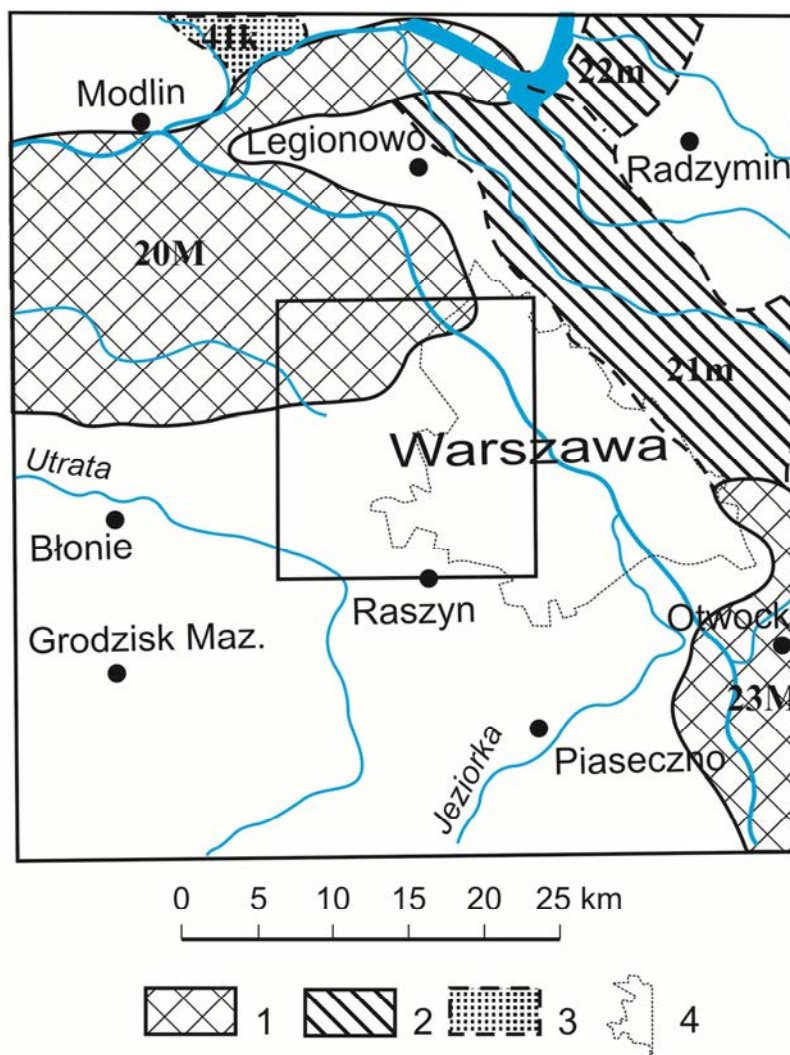 41k
22m
Modlin
Legionowo
Radzymin
20M
21m
Warszawa
Utrata
Błonie
Raszyn
Otwock
Grodzisk Maz.
23M
Jeziorka
Piaseczno
0 5 10 15 20 25 km
1 2 3 4